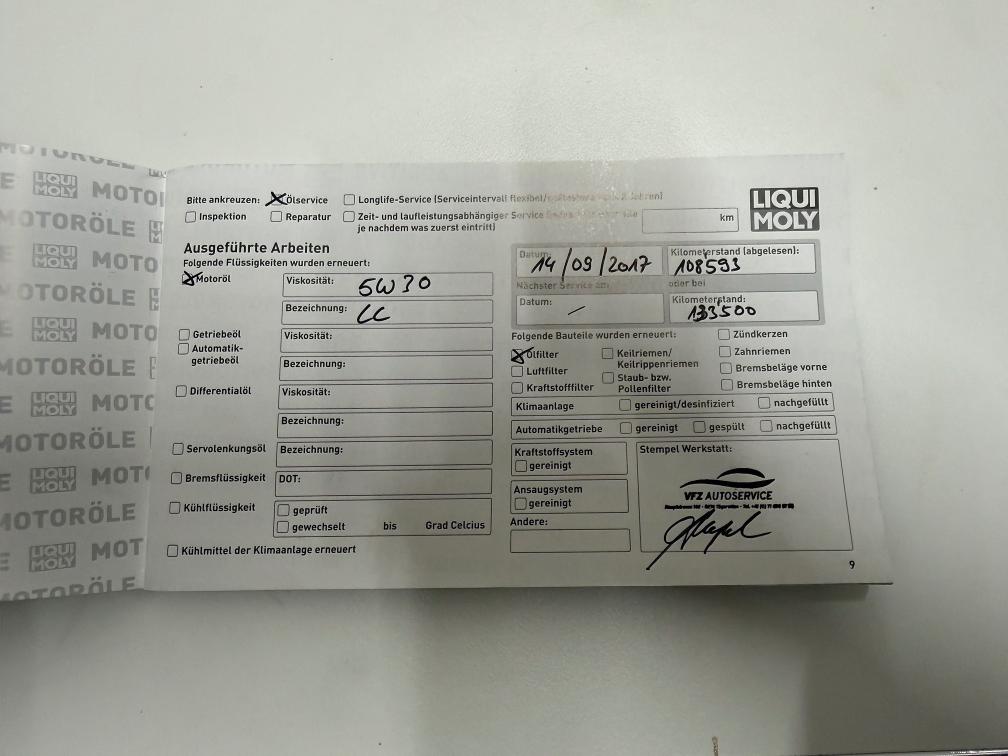 LIQUI MOLY
Bitte ankreuzen: Ölservice Longlife-Service (Serviceintervall flexibel/
Inspektion Reparatur Zeit- und laufleistungsabhängiger Service
je nachdem was zuerst eintritt) km
Ausgeführte Arbeiten
Folgende Flüssigkeiten wurden erneuert:
Motoröl Viskosität: 5W30
Bezeichnung: CC
Getriebeöl Viskosität:
Automatik-
getriebeöl
Bezeichnung:
Differentialöl Viskosität:
Bezeichnung:
Servolenkungsöl Bezeichnung:
Bremsflüssigkeit DOT:
Kühlflüssigkeit geprüft
gewechselt bis Grad Celcius
Kühlmittel der Klimaanlage erneuert
Datum: 14/09/2017 Kilometerstand (abgelesen): 108593
Nächster Service am: oder bei
Datum: / Kilometerstand: 133500
Folgende Bauteile wurden erneuert:
Ölfilter
Luftfilter
Kraftstofffilter
Keilriemen/
Keilrippenriemen
Staub- bzw.
Pollenfilter
Zündkerzen
Zahnriemen
Bremsbeläge vorne
Bremsbeläge hinten
Klimaanlage gereinigt/desinfiziert nachgefüllt
Automatikgetriebe gereinigt gespült nachgefüllt
Kraftstoffsystem
gereinigt
Ansaugsystem
gereinigt
Andere:
Stempel Werkstatt:
VFZ AUTOSERVICE
9
LIQUI MOLY MOTORÖLE